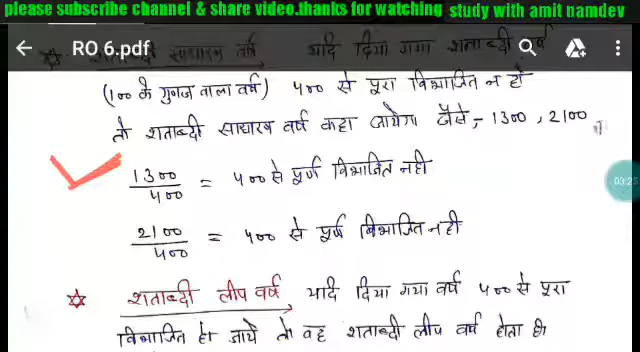 please subscribe channel & share video.thanks for watching study with amit namdev
RO 6.pdf
शताब्दी साधारण वर्ष यदि दिया गया शताब्दी वर्ष
(100 के गुणज वाला वर्ष) 400 से पूरा विभाजित न हो
तो शताब्दी साधारण वर्ष कहा जायेगा जैसे, - 1300, 2100
1300/400 = 400 से पूर्ण विभाजित नही
03:25
2100/400 = 400 से पूर्ण विभाजित नही
शताब्दी लीप वर्ष यदि दिया गया वर्ष 400 से पूरा
विभाजित हो जाये तो वह शताब्दी लीप वर्ष होता है।